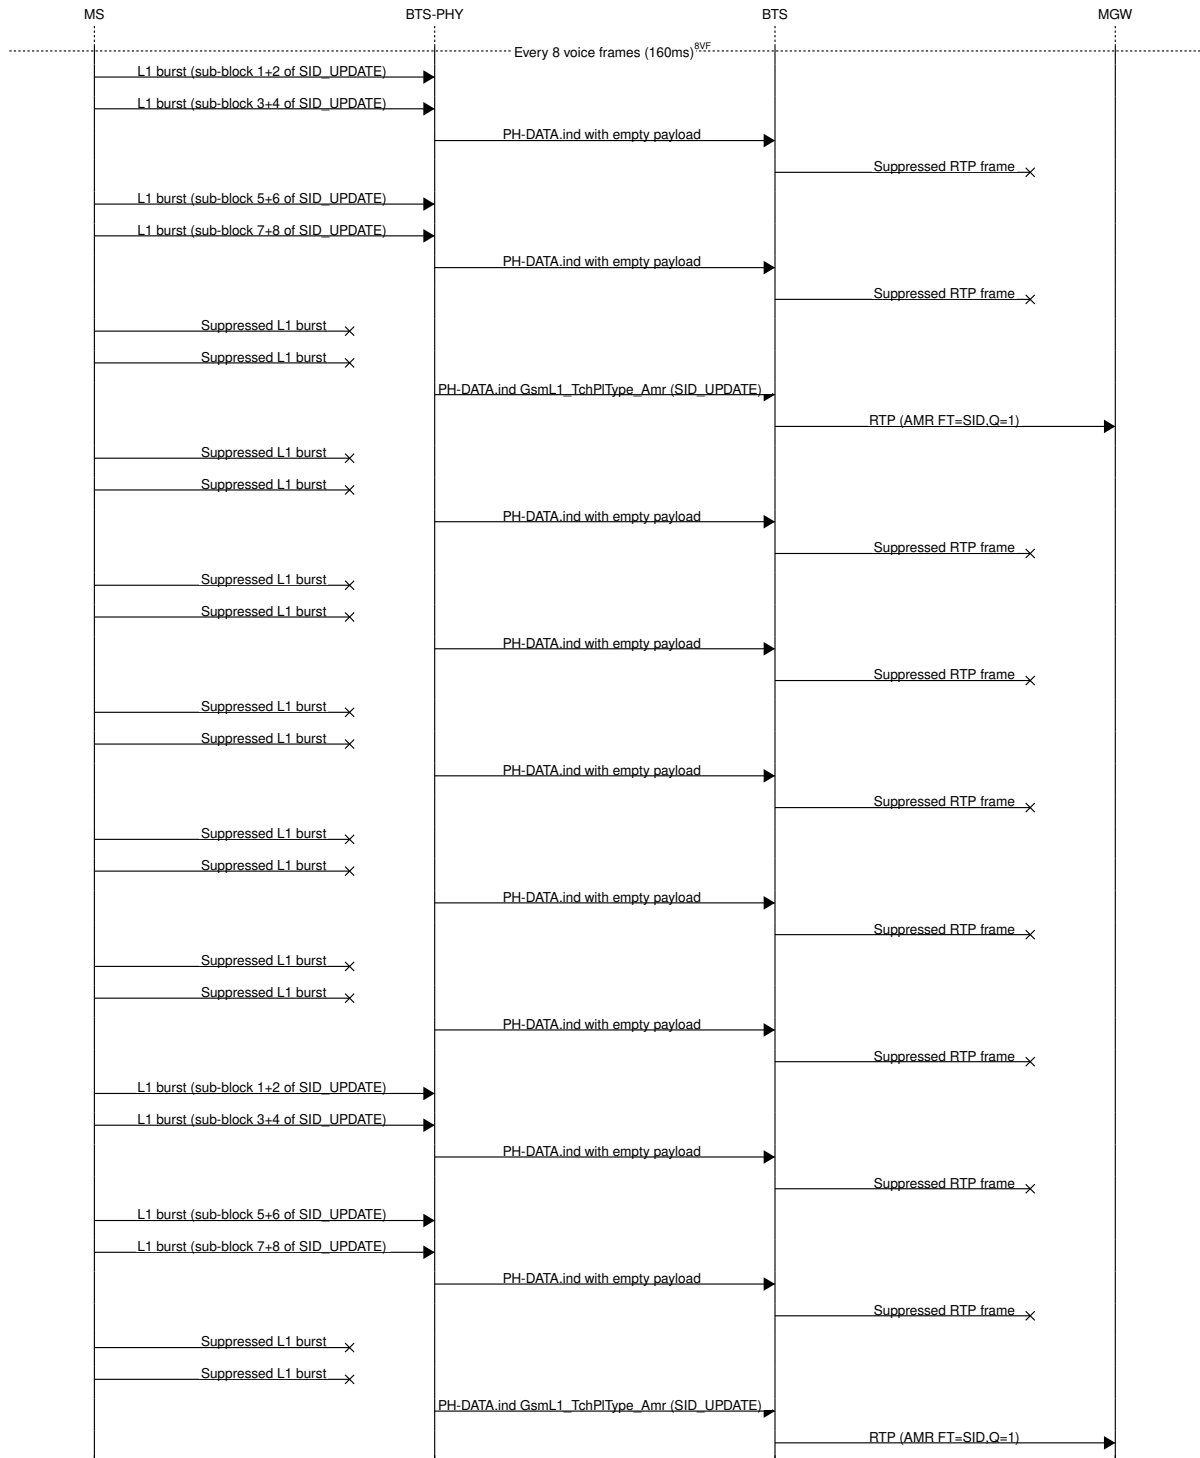 MS BTS-PHY BTS MGW
Every 8 voice frames (160ms)8VF
L1 burst (sub-block 1+2 of SID_UPDATE)
L1 burst (sub-block 3+4 of SID_UPDATE)
PH-DATA.ind with empty payload
Suppressed RTP frame
L1 burst (sub-block 5+6 of SID_UPDATE)
L1 burst (sub-block 7+8 of SID_UPDATE)
PH-DATA.ind with empty payload
Suppressed RTP frame
Suppressed L1 burst
Suppressed L1 burst
PH-DATA.ind GsmL1_TchPlType_Amr (SID_UPDATE)
RTP (AMR FT=SID,Q=1)
Suppressed L1 burst
Suppressed L1 burst
PH-DATA.ind with empty payload
Suppressed RTP frame
Suppressed L1 burst
Suppressed L1 burst
PH-DATA.ind with empty payload
Suppressed RTP frame
Suppressed L1 burst
Suppressed L1 burst
PH-DATA.ind with empty payload
Suppressed RTP frame
Suppressed L1 burst
Suppressed L1 burst
PH-DATA.ind with empty payload
Suppressed RTP frame
Suppressed L1 burst
Suppressed L1 burst
PH-DATA.ind with empty payload
Suppressed RTP frame
L1 burst (sub-block 1+2 of SID_UPDATE)
L1 burst (sub-block 3+4 of SID_UPDATE)
PH-DATA.ind with empty payload
Suppressed RTP frame
L1 burst (sub-block 5+6 of SID_UPDATE)
L1 burst (sub-block 7+8 of SID_UPDATE)
PH-DATA.ind with empty payload
Suppressed RTP frame
Suppressed L1 burst
Suppressed L1 burst
PH-DATA.ind GsmL1_TchPlType_Amr (SID_UPDATE)
RTP (AMR FT=SID,Q=1)